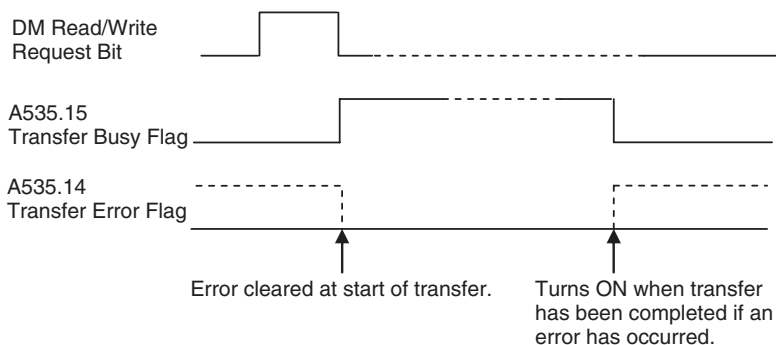 DM Read/Write
Request Bit
A535.15
Transfer Busy Flag
A535.14
Transfer Error Flag
Error cleared at start of transfer.
Turns ON when transfer
has been completed if an
error has occurred.